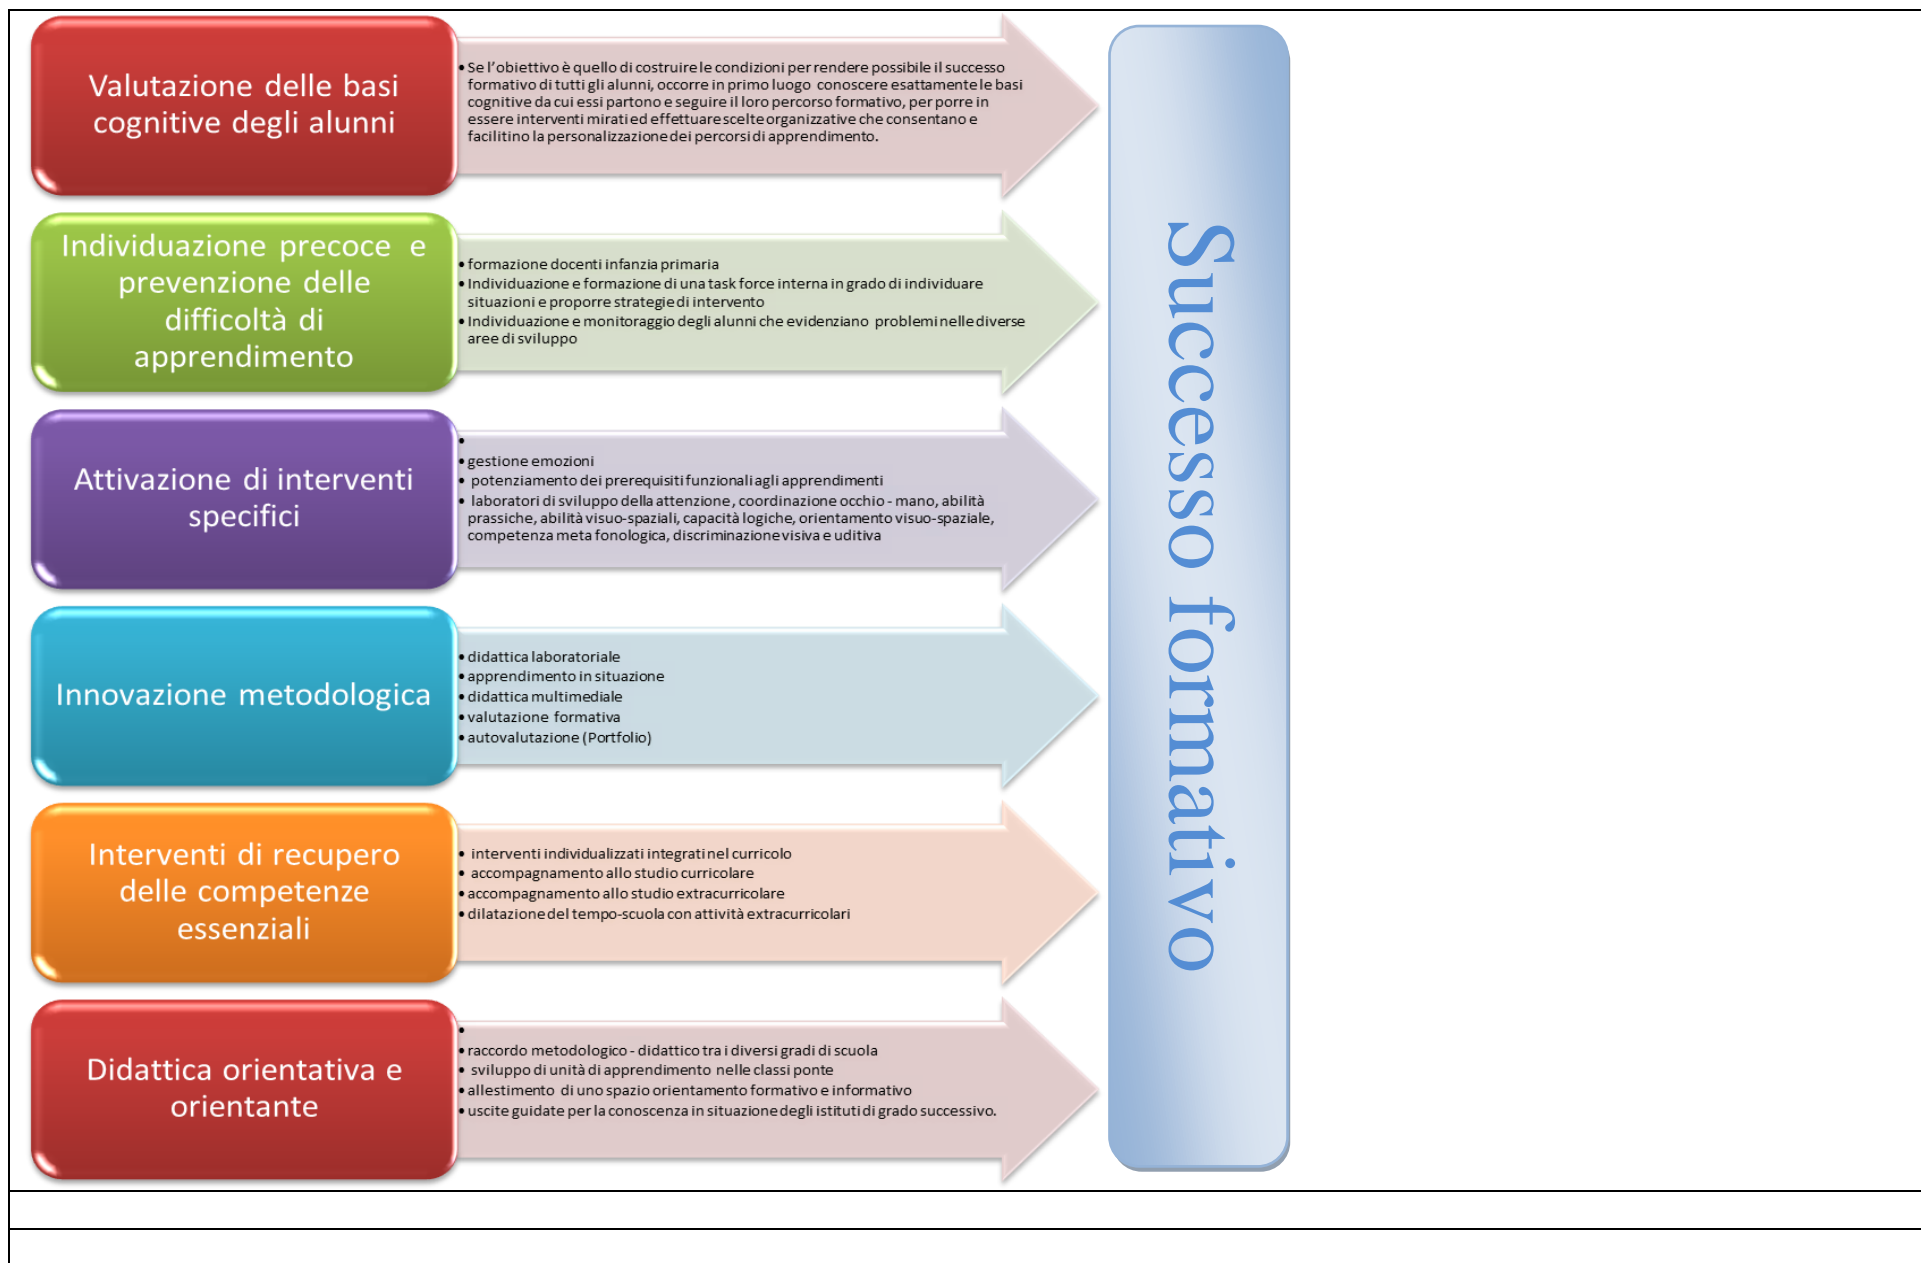 Valutazione delle basi
cognitive degli alunni
• Se l'obiettivo è quello di costruire le condizioni per rendere possibile il successo
formativo di tutti gli alunni, occorre in primo luogo conoscere esattamente le basi
cognitive da cui essi partono e seguire il loro percorso formativo, per porre in
essere interventi mirati ed effettuare scelte organizzative che consentano e
facilitino la personalizzazione dei percorsi di apprendimento.
Individuazione precoce e
prevenzione delle
difficoltà di
apprendimento
• formazione docenti infanzia primaria
• Individuazione e formazione di una task force interna in grado di individuare
situazioni e proporre strategie di intervento
• Individuazione e monitoraggio degli alunni che evidenziano problemi nelle diverse
aree di sviluppo
Attivazione di interventi
specifici
•
• gestione emozioni
• potenziamento dei prerequisiti funzionali agli apprendimenti
• laboratori di sviluppo della attenzione, coordinazione occhio - mano, abilità
prassiche, abilità visuo-spaziali, capacità logiche, orientamento visuo-spaziale,
competenza meta fonologica, discriminazione visiva e uditiva
Innovazione metodologica
• didattica laboratoriale
• apprendimento in situazione
• didattica multimediale
• valutazione formativa
• autovalutazione (Portfolio)
Interventi di recupero
delle competenze
essenziali
• interventi individualizzati integrati nel curricolo
• accompagnamento allo studio curricolare
• accompagnamento allo studio extracurricolare
• dilatazione del tempo-scuola con attività extracurricolari
Didattica orientativa e
orientante
•
• raccordo metodologico - didattico tra i diversi gradi di scuola
• sviluppo di unità di apprendimento nelle classi ponte
• allestimento di uno spazio orientamento formativo e informativo
• uscite guidate per la conoscenza in situazione degli istituti di grado successivo.
Successo formativo